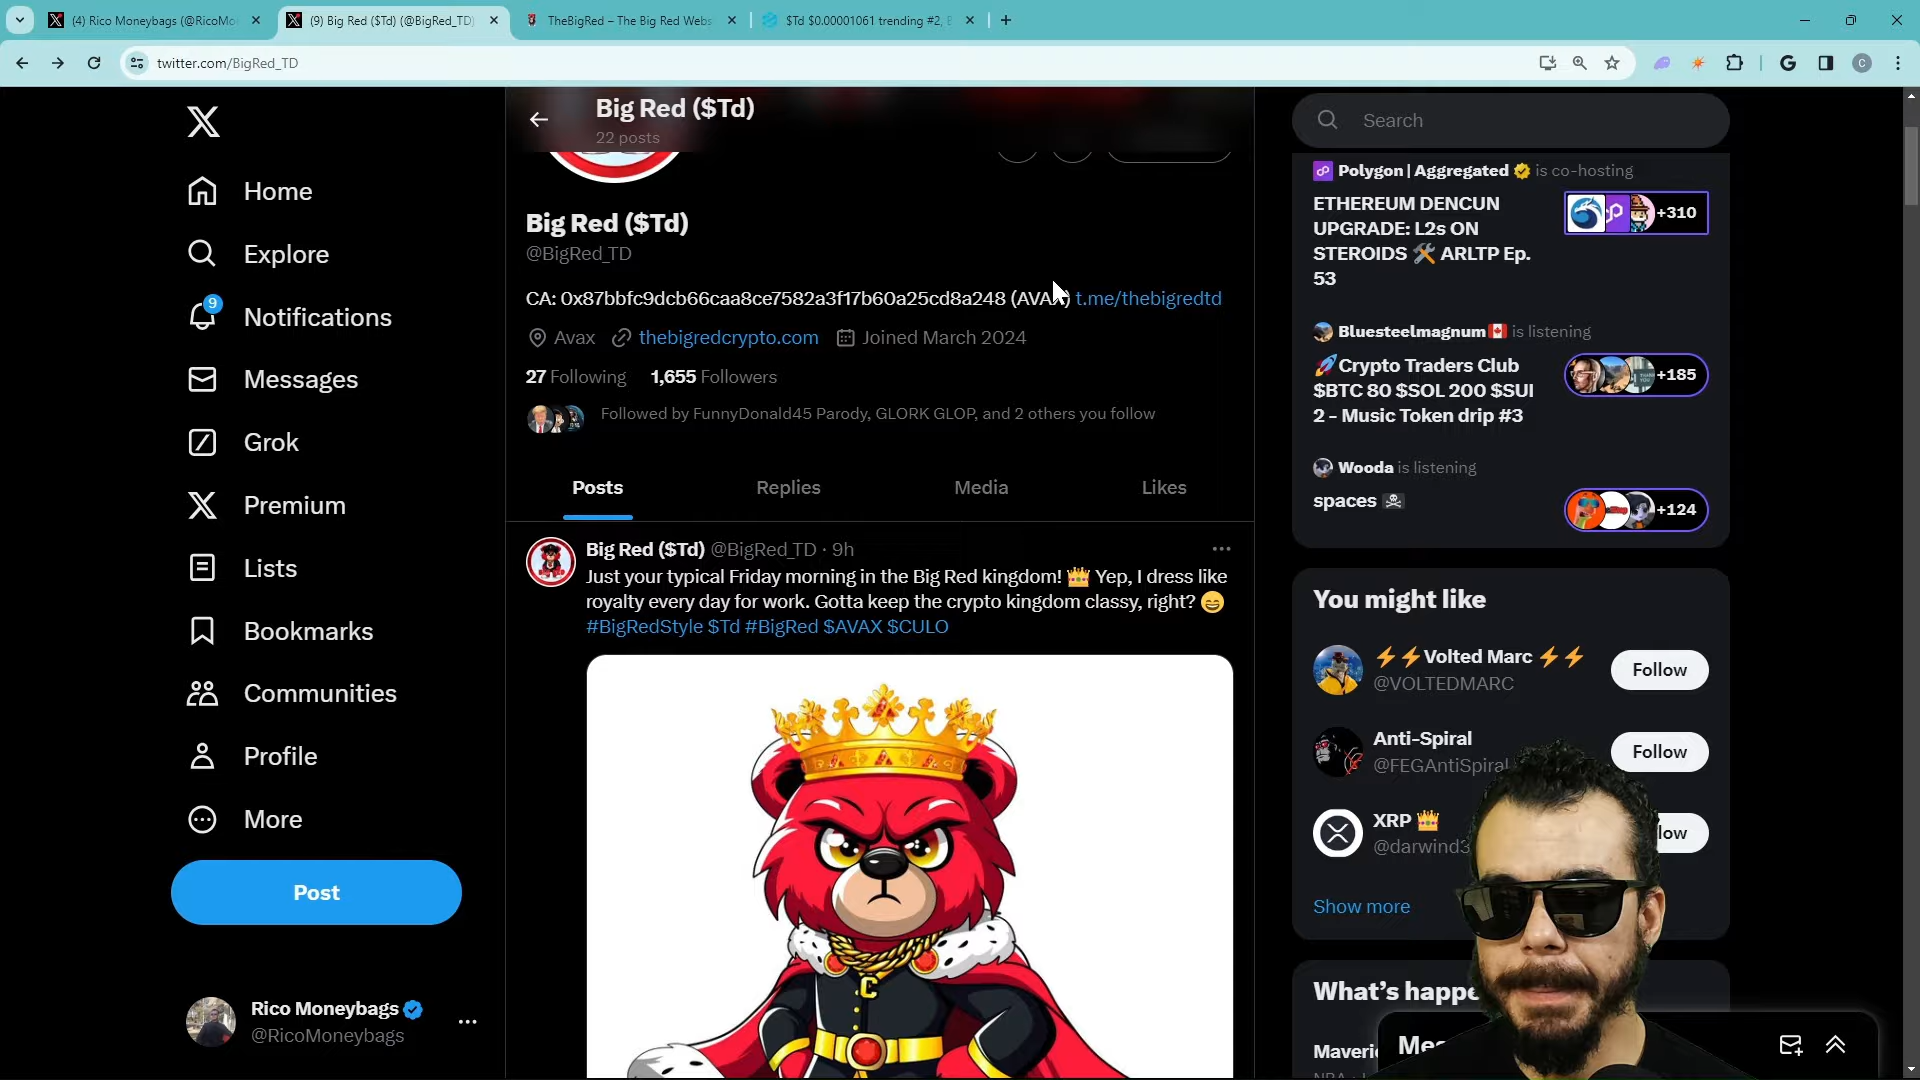 (4) Rico Moneybags (@RicoMo
(9) Big Red ($Td) (@BigRed_TD)
TheBigRed – The Big Red Webs
$Td $0.00001061 trending #2,
twitter.com/BigRed_TD
Big Red ($Td)
22 posts
Search
Home
Explore
9
Notifications
Messages
Grok
Premium
Lists
Bookmarks
Communities
Profile
More
Post
Rico Moneybags
@RicoMoneybags
Big Red ($Td)
@BigRed_TD
CA: 0x87bbfc9dcb66caa8ce7582a3f17b60a25cd8a248 (AVAX) t.me/thebigredtd
Avax thebigredcrypto.com Joined March 2024
27 Following 1,655 Followers
Followed by FunnyDonald45 Parody, GLORK GLOP, and 2 others you follow
Posts Replies Media Likes
Big Red ($Td) @BigRed_TD · 9h
Just your typical Friday morning in the Big Red kingdom! 👑 Yep, I dress like
royalty every day for work. Gotta keep the crypto kingdom classy, right? 😄
#BigRedStyle $Td #BigRed $AVAX $CULO
C
Polygon | Aggregated is co-hosting
ETHEREUM DENCUN
UPGRADE: L2s ON
STEROIDS 🛠️ ARLTP Ep.
53
+310
Bluesteelmagnum🇨🇦 is listening
🚀Crypto Traders Club
$BTC 80 $SOL 200 $SUI
2 - Music Token drip #3
+185
Wooda is listening
spaces ☠️
+124
You might like
⚡⚡Volted Marc ⚡⚡
@VOLTEDMARC
Follow
Anti-Spiral
@FEGAntiSpiral
Follow
XRP 👑
@darwind3
low
Show more
What's happe
Maveri
Mes